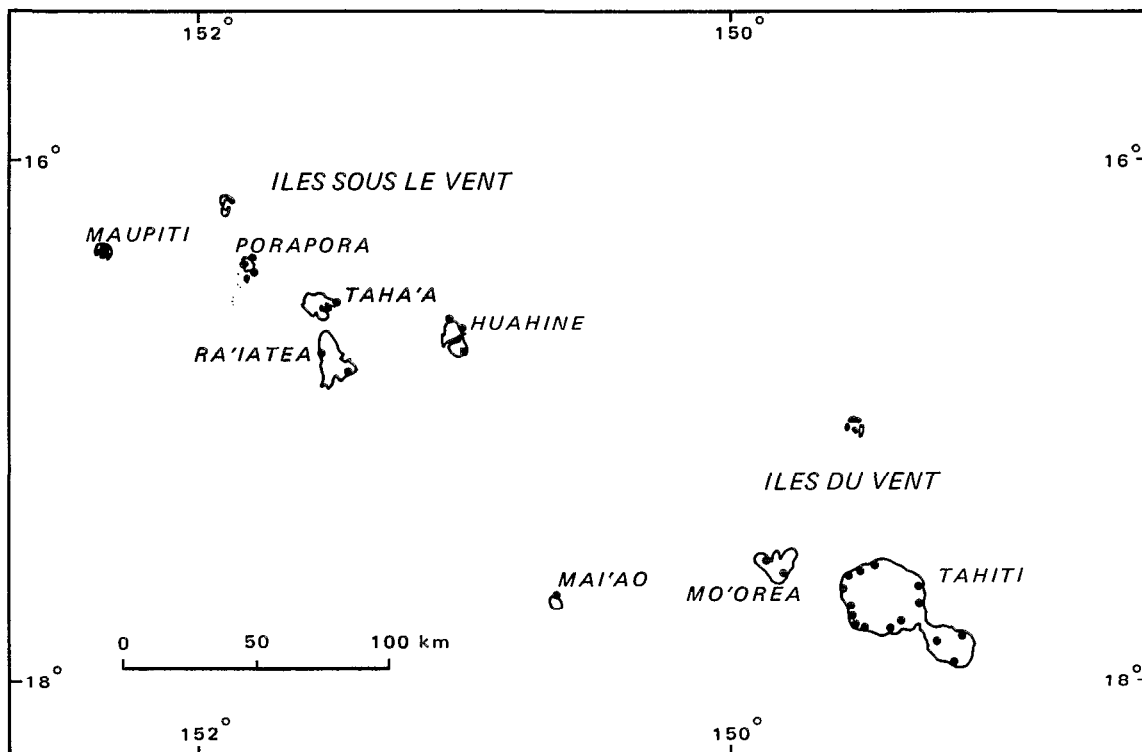 152°
150°
16°
16°
ILES SOUS LE VENT
MAUPITI
PORAPORA
TAHA'A
HUAHINE
RA'IATEA
ILES DU VENT
MAI'AO
MO'OREA
TAHITI
0 50 100 km
18°
18°
152°
150°